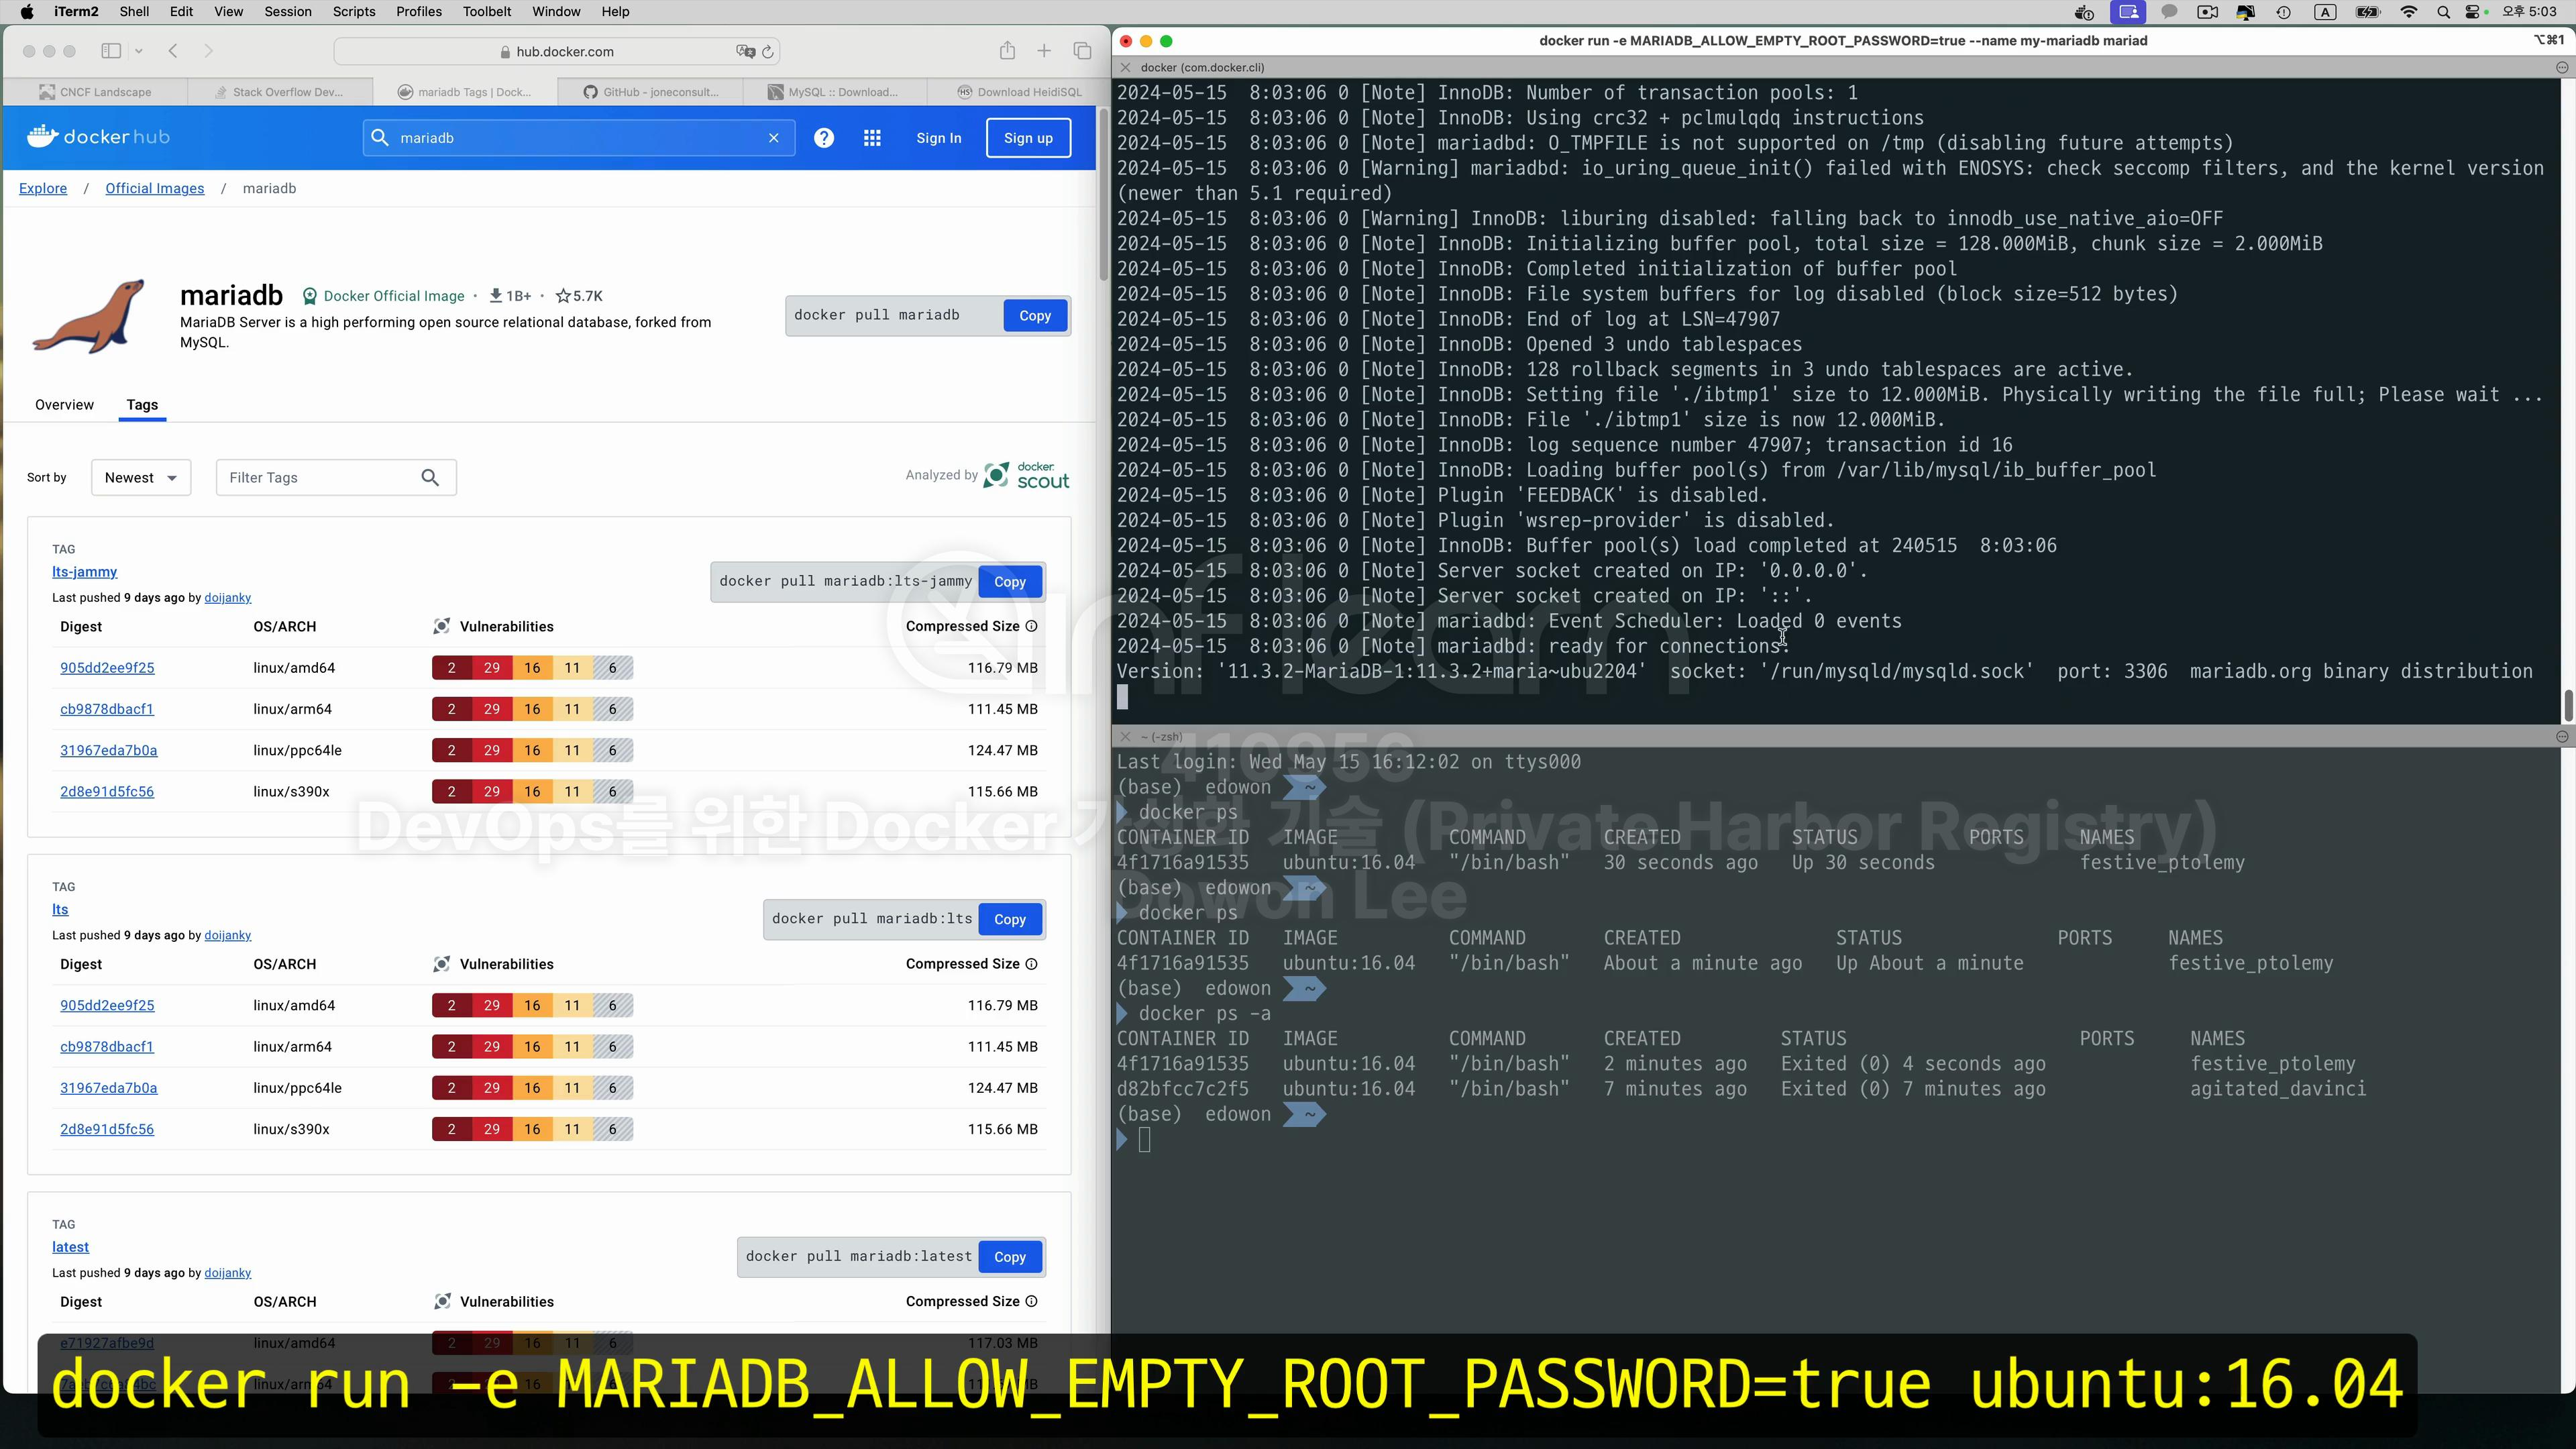 iTerm2 Shell Edit View Session Scripts Profiles Toolbelt Window Help
A 오후 5:03
hub.docker.com
CNCF Landscape
Stack Overflow Dev...
mariadb Tags | Dock...
GitHub - joneconsult...
MySQL :: Download...
Download HeidiSQL
docker hub
mariadb
Sign In
Sign up
Explore / Official Images / mariadb
mariadb
Docker Official Image · 1B+ · 5.7K
MariaDB Server is a high performing open source relational database, forked from
MySQL.
docker pull mariadb
Copy
Overview
Tags
Sort by
Newest
Filter Tags
Analyzed by docker scout
TAG
lts-jammy
Last pushed 9 days ago by doijanky
docker pull mariadb:lts-jammy
Copy
Digest OS/ARCH Vulnerabilities Compressed Size
905dd2ee9f25 linux/amd64 2 29 16 11 6 116.79 MB
cb9878dbacf1 linux/arm64 2 29 16 11 6 111.45 MB
31967eda7b0a linux/ppc64le 2 29 16 11 6 124.47 MB
2d8e91d5fc56 linux/s390x 2 29 16 11 6 115.66 MB
TAG
lts
Last pushed 9 days ago by doijanky
docker pull mariadb:lts
Copy
Digest OS/ARCH Vulnerabilities Compressed Size
905dd2ee9f25 linux/amd64 2 29 16 11 6 116.79 MB
cb9878dbacf1 linux/arm64 2 29 16 11 6 111.45 MB
31967eda7b0a linux/ppc64le 2 29 16 11 6 124.47 MB
2d8e91d5fc56 linux/s390x 2 29 16 11 6 115.66 MB
TAG
latest
Last pushed 9 days ago by doijanky
docker pull mariadb:latest
Copy
Digest OS/ARCH Vulnerabilities Compressed Size
e71927afbe9d linux/amd64 2 29 16 11 6 117.03 MB
docker run -e MARIADB_ALLOW_EMPTY_ROOT_PASSWORD=true --name my-mariadb mariad
⌥⌘1
docker (com.docker.cli)
2024-05-15 8:03:06 0 [Note] InnoDB: Number of transaction pools: 1
2024-05-15 8:03:06 0 [Note] InnoDB: Using crc32 + pclmulqdq instructions
2024-05-15 8:03:06 0 [Note] mariadbd: O_TMPFILE is not supported on /tmp (disabling future attempts)
2024-05-15 8:03:06 0 [Warning] mariadbd: io_uring_queue_init() failed with ENOSYS: check seccomp filters, and the kernel version
(newer than 5.1 required)
2024-05-15 8:03:06 0 [Warning] InnoDB: liburing disabled: falling back to innodb_use_native_aio=OFF
2024-05-15 8:03:06 0 [Note] InnoDB: Initializing buffer pool, total size = 128.000MiB, chunk size = 2.000MiB
2024-05-15 8:03:06 0 [Note] InnoDB: Completed initialization of buffer pool
2024-05-15 8:03:06 0 [Note] InnoDB: File system buffers for log disabled (block size=512 bytes)
2024-05-15 8:03:06 0 [Note] InnoDB: End of log at LSN=47907
2024-05-15 8:03:06 0 [Note] InnoDB: Opened 3 undo tablespaces
2024-05-15 8:03:06 0 [Note] InnoDB: 128 rollback segments in 3 undo tablespaces are active.
2024-05-15 8:03:06 0 [Note] InnoDB: Setting file './ibtmp1' size to 12.000MiB. Physically writing the file full; Please wait ...
2024-05-15 8:03:06 0 [Note] InnoDB: File './ibtmp1' size is now 12.000MiB.
2024-05-15 8:03:06 0 [Note] InnoDB: log sequence number 47907; transaction id 16
2024-05-15 8:03:06 0 [Note] InnoDB: Loading buffer pool(s) from /var/lib/mysql/ib_buffer_pool
2024-05-15 8:03:06 0 [Note] Plugin 'FEEDBACK' is disabled.
2024-05-15 8:03:06 0 [Note] Plugin 'wsrep-provider' is disabled.
2024-05-15 8:03:06 0 [Note] InnoDB: Buffer pool(s) load completed at 240515 8:03:06
2024-05-15 8:03:06 0 [Note] Server socket created on IP: '0.0.0.0'.
2024-05-15 8:03:06 0 [Note] Server socket created on IP: '::'.
2024-05-15 8:03:06 0 [Note] mariadbd: Event Scheduler: Loaded 0 events
2024-05-15 8:03:06 0 [Note] mariadbd: ready for connections.
Version: '11.3.2-MariaDB-1:11.3.2+maria~ubu2204' socket: '/run/mysqld/mysqld.sock' port: 3306 mariadb.org binary distribution
~ (-zsh)
Last login: Wed May 15 16:12:02 on ttys000
(base) edowon ~
docker ps
CONTAINER ID IMAGE COMMAND CREATED STATUS PORTS NAMES
4f1716a91535 ubuntu:16.04 "/bin/bash" 30 seconds ago Up 30 seconds festive_ptolemy
(base) edowon ~
docker ps
CONTAINER ID IMAGE COMMAND CREATED STATUS PORTS NAMES
4f1716a91535 ubuntu:16.04 "/bin/bash" About a minute ago Up About a minute festive_ptolemy
(base) edowon ~
docker ps -a
CONTAINER ID IMAGE COMMAND CREATED STATUS PORTS NAMES
4f1716a91535 ubuntu:16.04 "/bin/bash" 2 minutes ago Exited (0) 4 seconds ago festive_ptolemy
d82bfcc7c2f5 ubuntu:16.04 "/bin/bash" 7 minutes ago Exited (0) 7 minutes ago agitated_davinci
(base) edowon ~
inflearn
410956
DevOps를 위한 Docker 기술 (Private Harbor Registry)
Dowon Lee
docker run -e MARIADB_ALLOW_EMPTY_ROOT_PASSWORD=true ubuntu:16.04